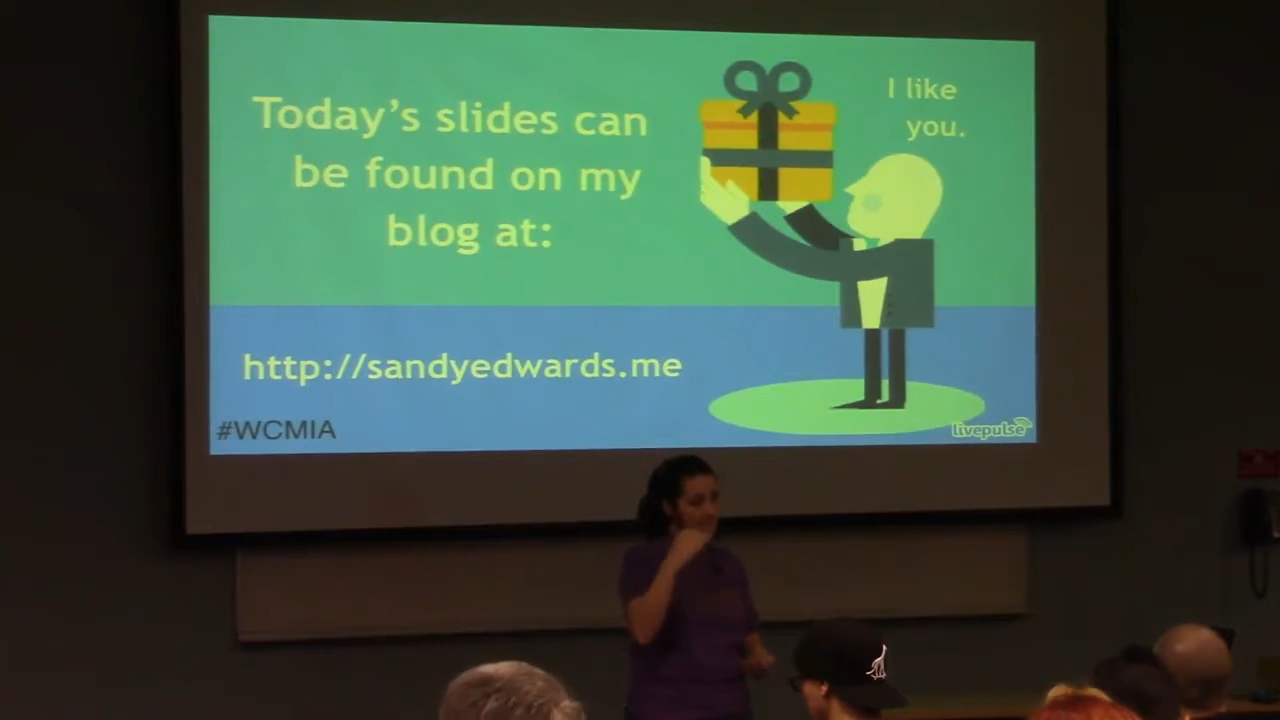 Today's slides can
be found on my
blog at:
I like
you.
http://sandyedwards.me
#WCMIA
livepulse